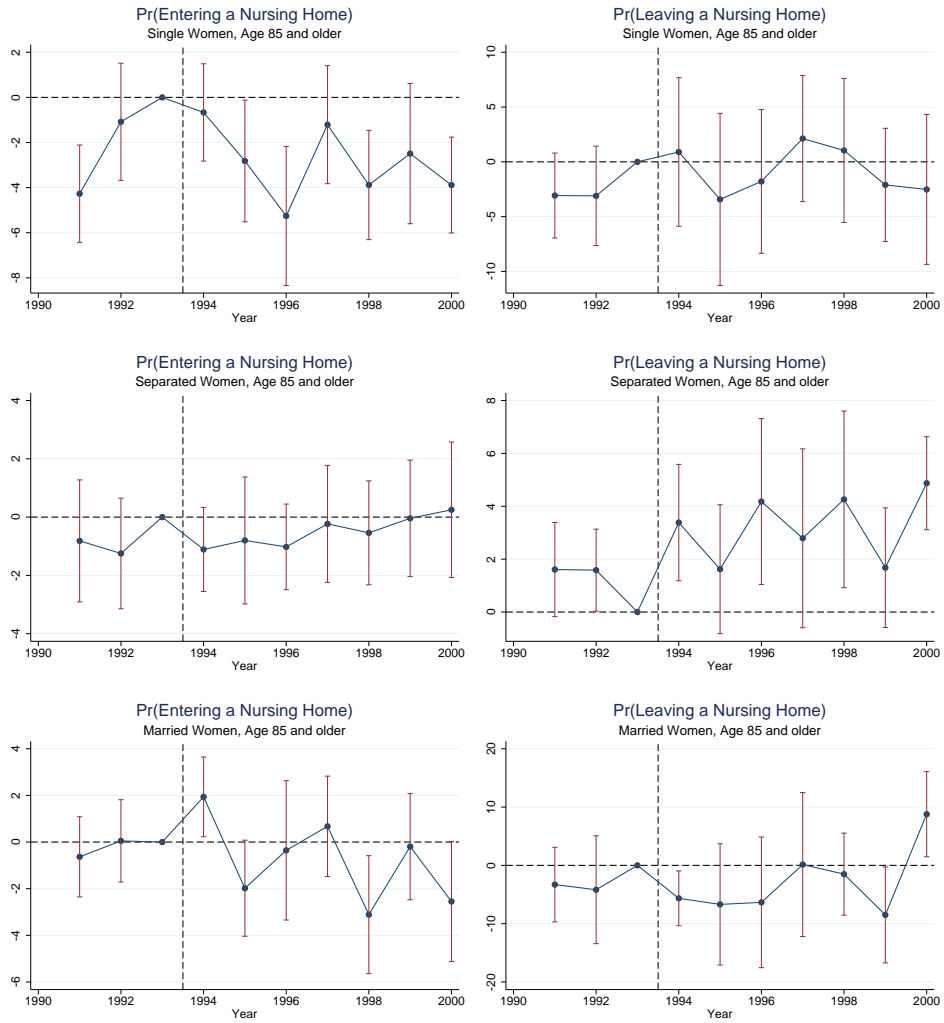 Pr(Entering a Nursing Home)
Single Women, Age 85 and older
2
0
-2
-4
-6
-8
1990 1992 1994 1996 1998 2000
Year
Pr(Leaving a Nursing Home)
Single Women, Age 85 and older
10
5
0
-5
-10
1990 1992 1994 1996 1998 2000
Year
Pr(Entering a Nursing Home)
Separated Women, Age 85 and older
4
2
0
-2
-4
1990 1992 1994 1996 1998 2000
Year
Pr(Leaving a Nursing Home)
Separated Women, Age 85 and older
8
6
4
2
0
1990 1992 1994 1996 1998 2000
Year
Pr(Entering a Nursing Home)
Married Women, Age 85 and older
4
2
0
-2
-4
-6
1990 1992 1994 1996 1998 2000
Year
Pr(Leaving a Nursing Home)
Married Women, Age 85 and older
20
10
0
-10
-20
1990 1992 1994 1996 1998 2000
Year